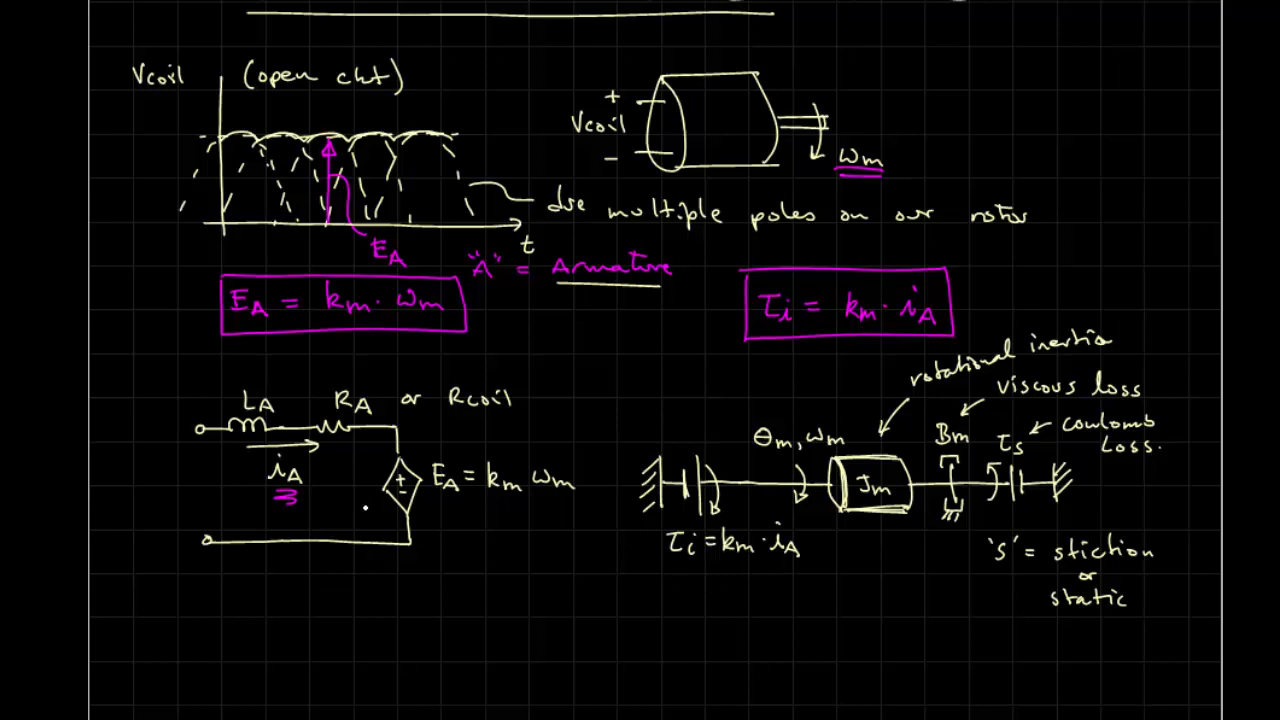 Vcoil (open ckt)
+
Vcoil
-
ωm
due multiple poles on our rotor
t
EA
"A" = Armature
EA = km · ωm
τi = km · iA
rotational inertia
viscous loss
LA RA or Rcoil
Coulomb
Loss.
θm, ωm
Bm
τs
iA
+
-
EA = km ωm
Jm
τi = km · iA
's' = stiction
or
static